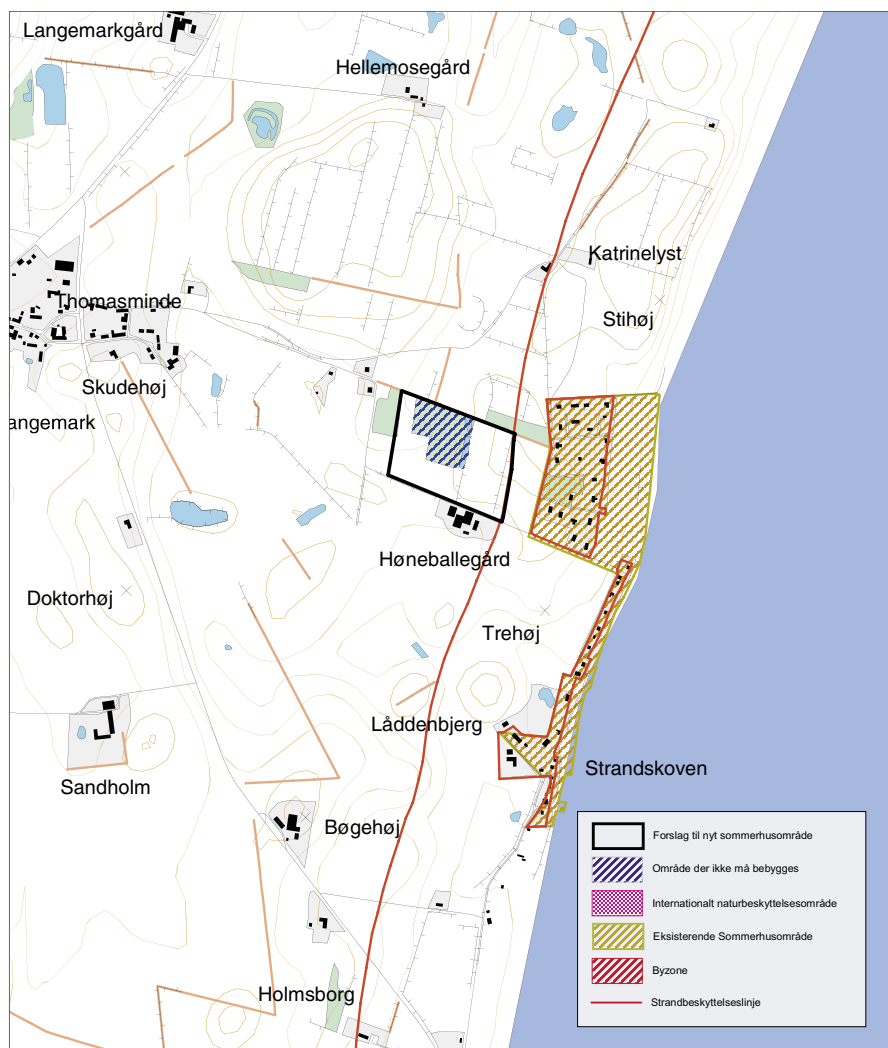 Langemarkgård
Hellemosegård
Katrinelyst
Thomasminde
Stihøj
Skudehøj
angemark
Høneballegård
Doktorhøj
Trehøj
Låddenbjerg
Strandskoven
Sandholm
Bøgehøj
Holmsborg
Forslag til nyt sommerhusområde
Område der ikke må bebygges
Internationalt naturbeskyttelsesområde
Eksisterende Sommerhusområde
Byzone
Strandbeskyttelseslinje